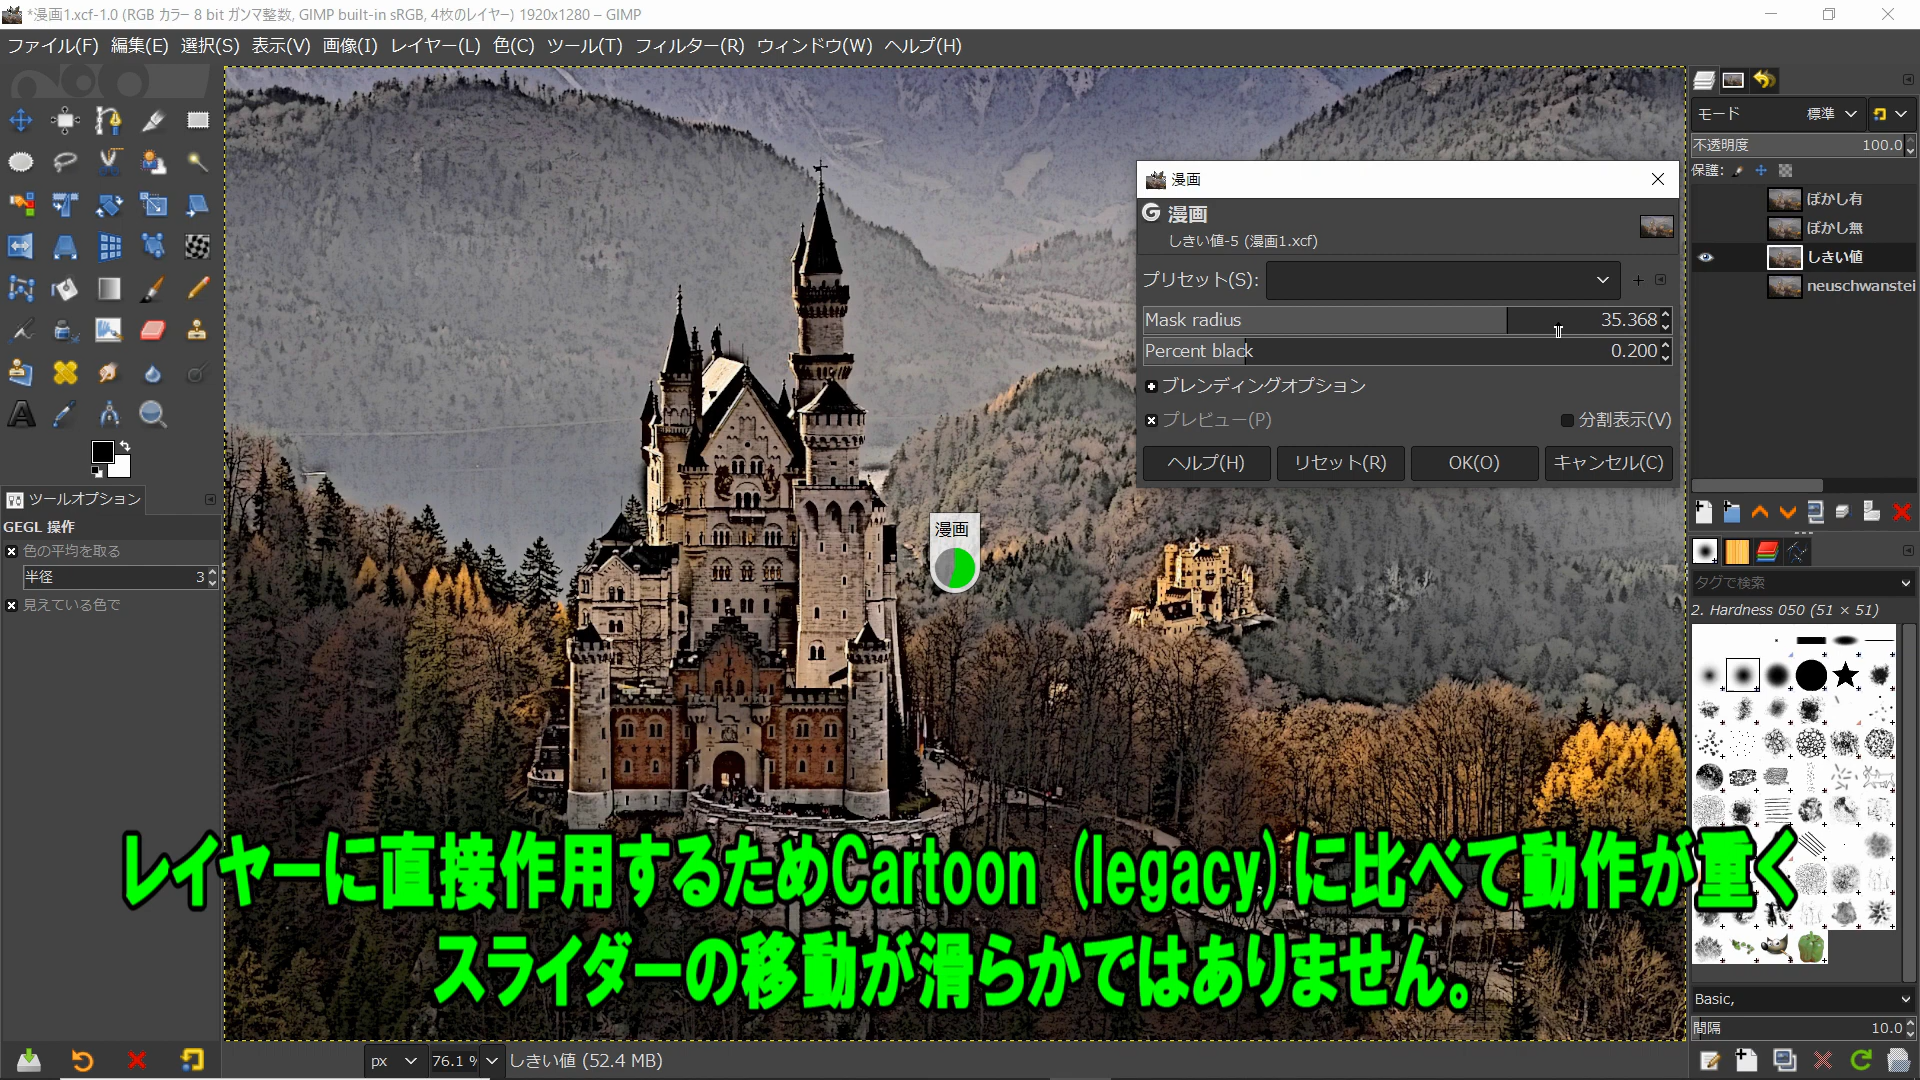 *漫画1.xcf-1.0 (RGB カラー 8 bit ガンマ整数, GIMP built-in sRGB, 4枚のレイヤー) 1920x1280 – GIMP
ファイル(F) 編集(E) 選択(S) 表示(V) 画像(I) レイヤー(L) 色(C) ツール(T) フィルター(R) ウィンドウ(W) ヘルプ(H)
ツールオプション
GEGL 操作
色の平均を取る
半径 3
見えている色で
漫画
漫画
しきい値-5 (漫画1.xcf)
プリセット(S):
Mask radius 35.368
Percent black 0.200
ブレンディングオプション
プレビュー(P) 分割表示(V)
ヘルプ(H) リセット(R) OK(O) キャンセル(C)
漫画
モード 標準
不透明度 100.0
保護:
ぼかし有
ぼかし無
しきい値
neuschwanstei
タグで検索
2. Hardness 050 (51 × 51)
Basic,
間隔 10.0
レイヤーに直接作用するためCartoon (legacy)に比べて動作が重く
スライダーの移動が滑らかではありません。
px 76.1 % しきい値 (52.4 MB)